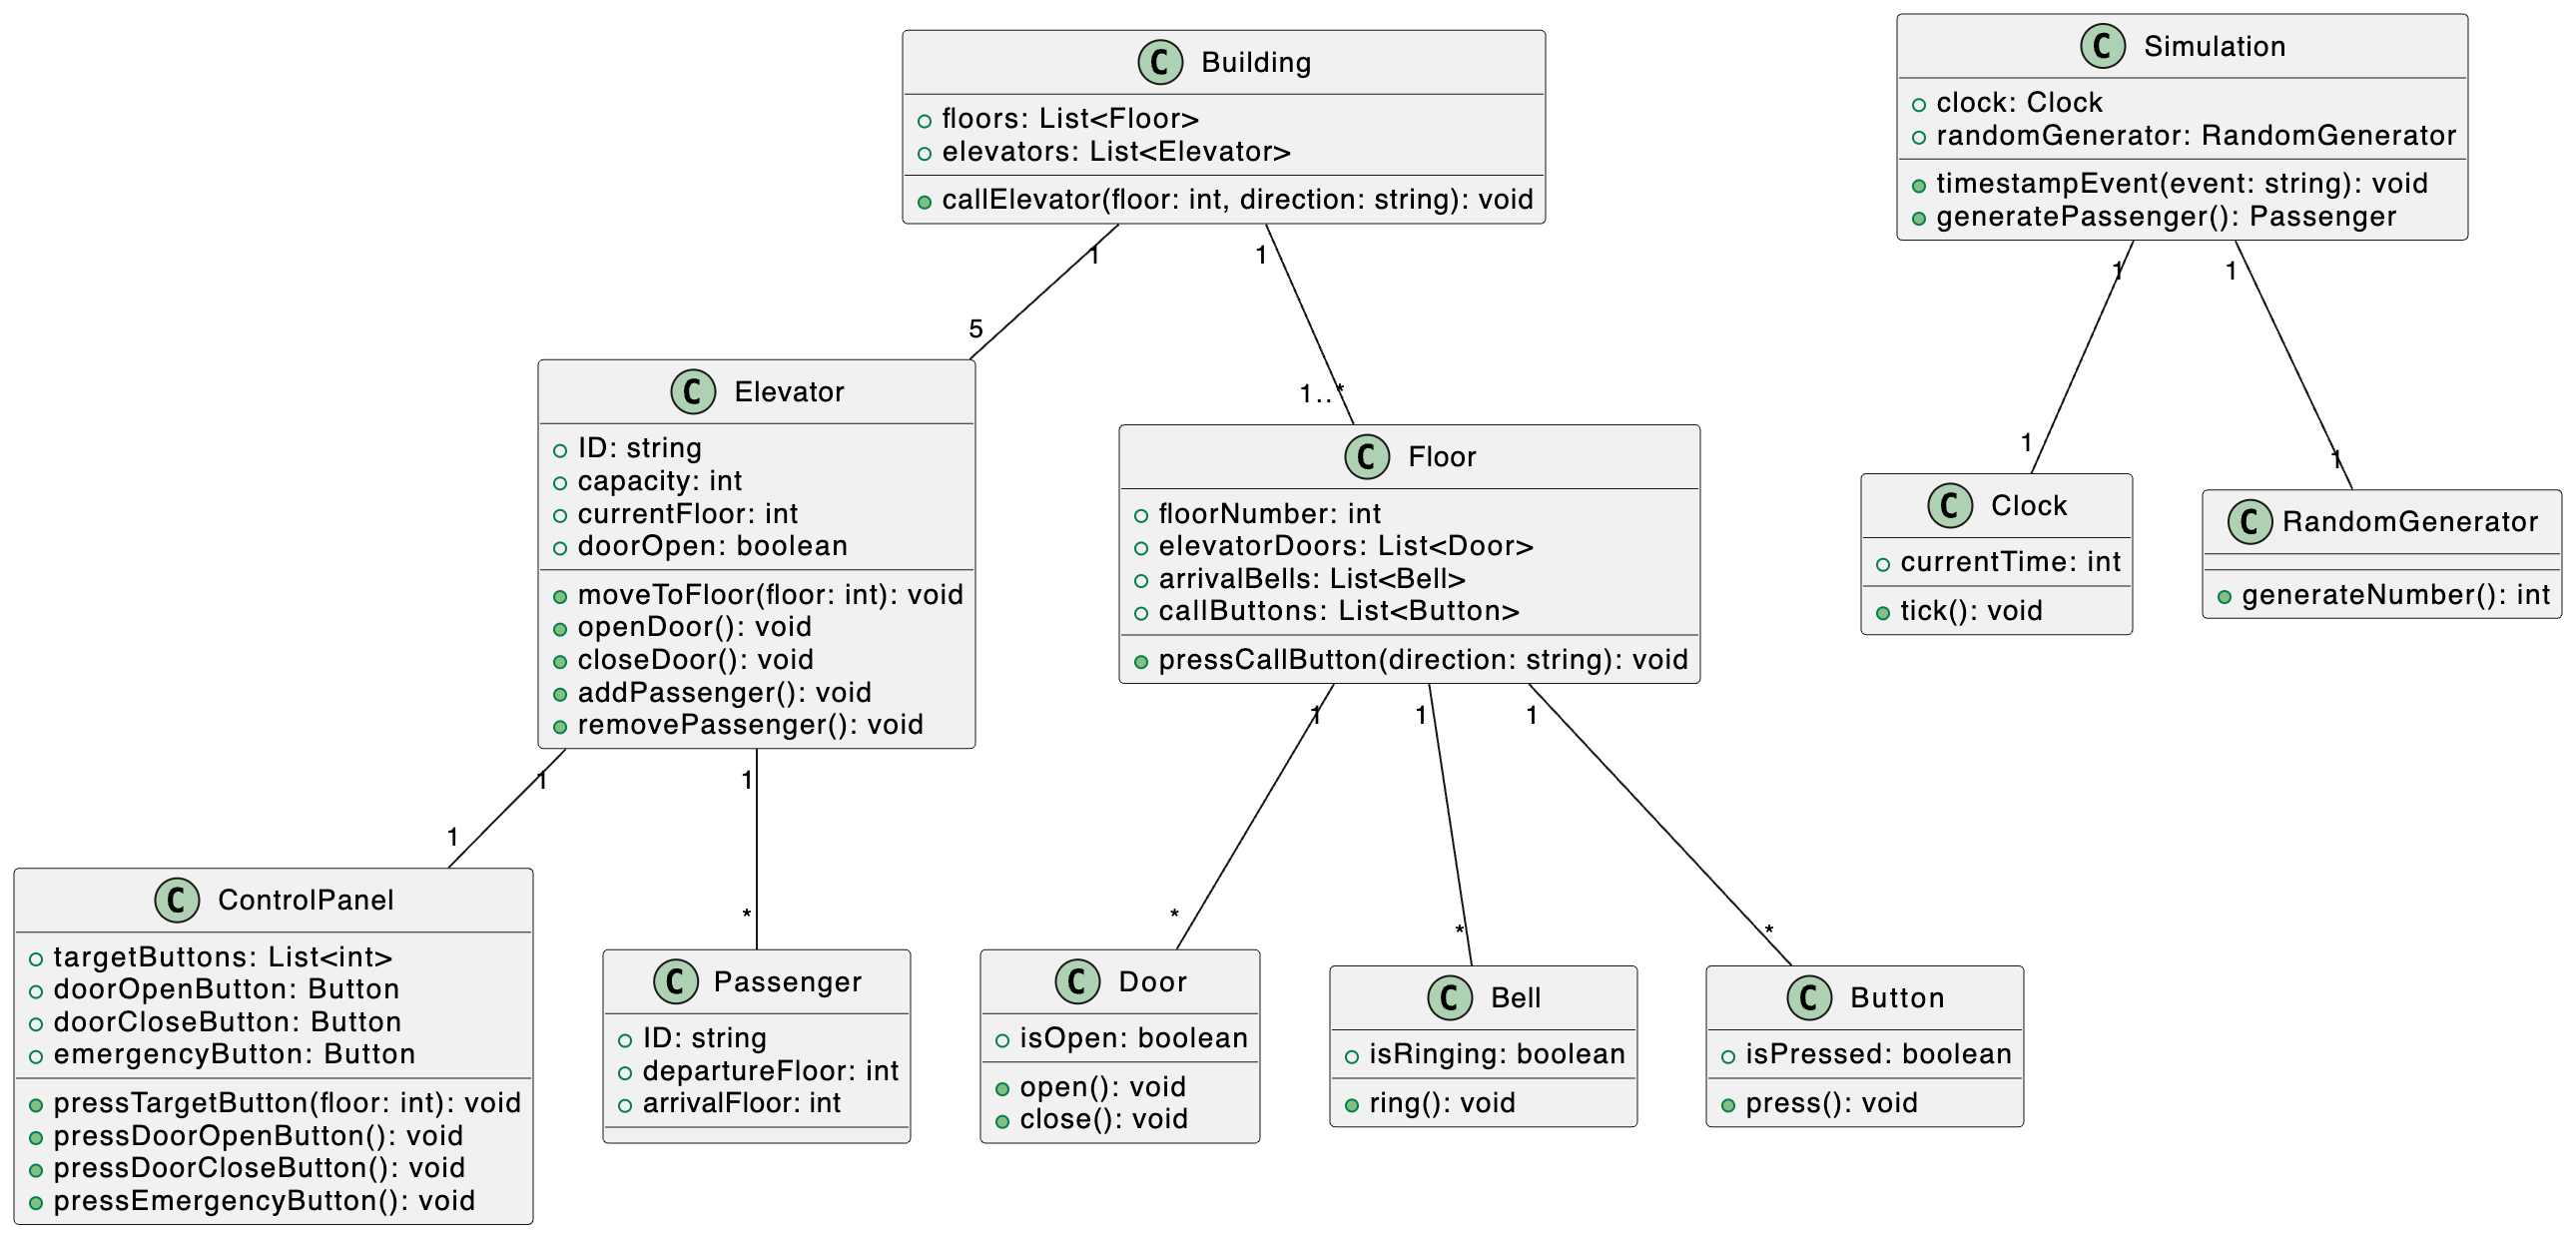 C Building
floors: List<Floor>
elevators: List<Elevator>
callElevator(floor: int, direction: string): void
1
1
5
1..*
C Simulation
clock: Clock
randomGenerator: RandomGenerator
timestampEvent(event: string): void
generatePassenger(): Passenger
1
1
1
1
C Elevator
ID: string
capacity: int
currentFloor: int
doorOpen: boolean
moveToFloor(floor: int): void
openDoor(): void
closeDoor(): void
addPassenger(): void
removePassenger(): void
1
1
1
*
C Floor
floorNumber: int
elevatorDoors: List<Door>
arrivalBells: List<Bell>
callButtons: List<Button>
pressCallButton(direction: string): void
1
1
1
*
*
*
C Clock
currentTime: int
tick(): void
C RandomGenerator
generateNumber(): int
C ControlPanel
targetButtons: List<int>
doorOpenButton: Button
doorCloseButton: Button
emergencyButton: Button
pressTargetButton(floor: int): void
pressDoorOpenButton(): void
pressDoorCloseButton(): void
pressEmergencyButton(): void
C Passenger
ID: string
departureFloor: int
arrivalFloor: int
C Door
isOpen: boolean
open(): void
close(): void
C Bell
isRinging: boolean
ring(): void
C Button
isPressed: boolean
press(): void